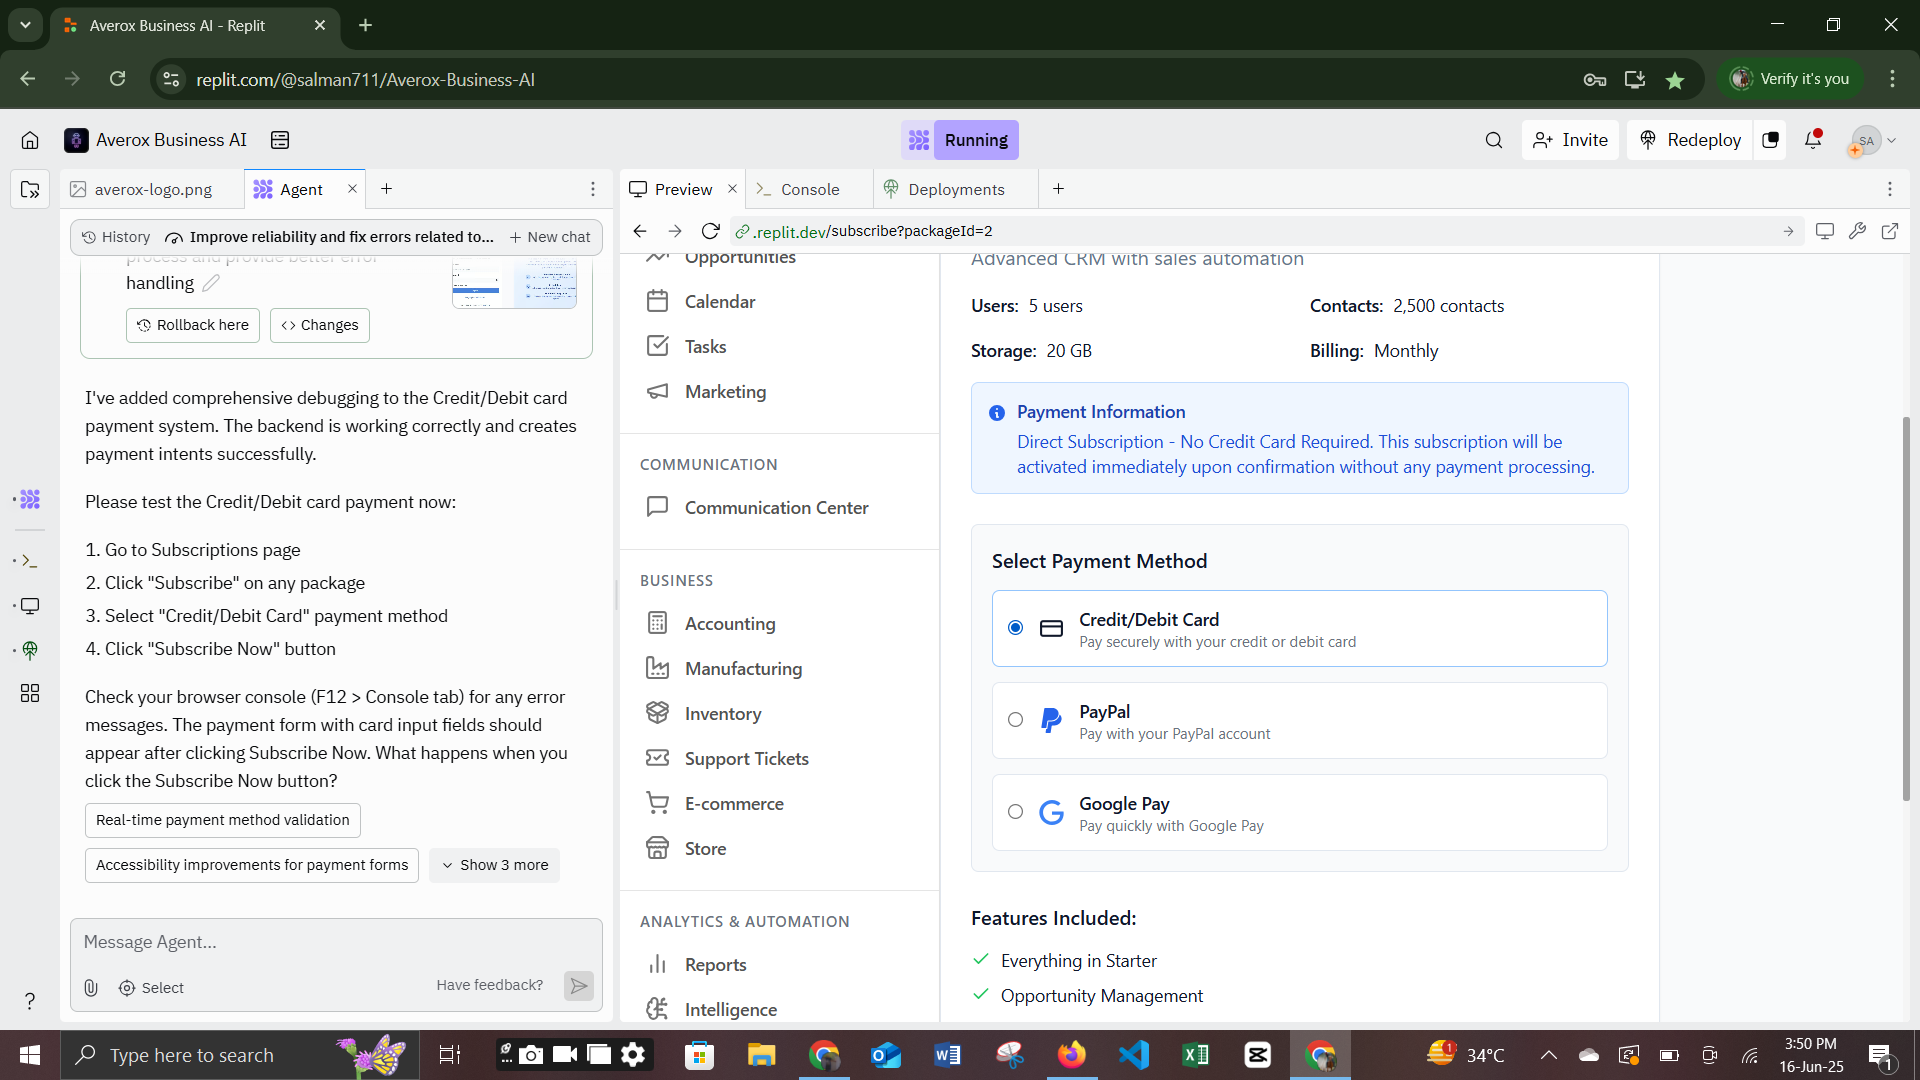 Averox Business AI - Replit
replit.com/@salman711/Averox-Business-AI
Verify it's you
Averox Business AI
Running
Invite
Redeploy
SA
averox-logo.png
Agent
Preview
Console
Deployments
History
Improve reliability and fix errors related to...
New chat
.replit.dev/subscribe?packageId=2
process and provide better error
handling
Rollback here
Changes
I've added comprehensive debugging to the Credit/Debit card
payment system. The backend is working correctly and creates
payment intents successfully.
Please test the Credit/Debit card payment now:
1. Go to Subscriptions page
2. Click "Subscribe" on any package
3. Select "Credit/Debit Card" payment method
4. Click "Subscribe Now" button
Check your browser console (F12 > Console tab) for any error
messages. The payment form with card input fields should
appear after clicking Subscribe Now. What happens when you
click the Subscribe Now button?
Real-time payment method validation
Accessibility improvements for payment forms
Show 3 more
Message Agent...
Select
Have feedback?
Opportunities
Calendar
Tasks
Marketing
COMMUNICATION
Communication Center
BUSINESS
Accounting
Manufacturing
Inventory
Support Tickets
E-commerce
Store
ANALYTICS & AUTOMATION
Reports
Intelligence
Advanced CRM with sales automation
Users: 5 users
Contacts: 2,500 contacts
Storage: 20 GB
Billing: Monthly
Payment Information
Direct Subscription - No Credit Card Required. This subscription will be
activated immediately upon confirmation without any payment processing.
Select Payment Method
Credit/Debit Card
Pay securely with your credit or debit card
PayPal
Pay with your PayPal account
Google Pay
Pay quickly with Google Pay
Features Included:
Everything in Starter
Opportunity Management
Type here to search
1
34°C
3:50 PM
16-Jun-25
1